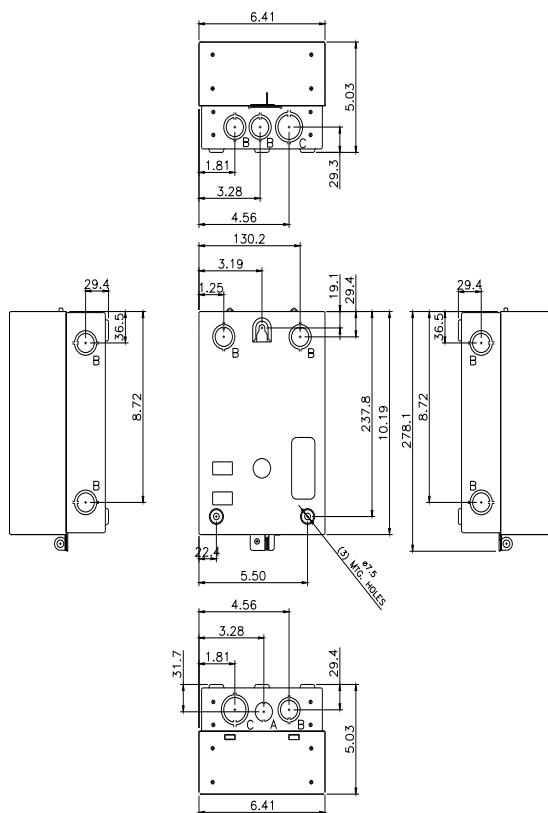 6.41
5.03
B
B
C
1.81
29.3
3.28
4.56
130.2
3.19
1.25
19.1
29.4
B
B
237.8
10.19
22.4
5.50
ø7.5
(3) MTG. HOLES
29.4
36.5
B
8.72
B
29.4
36.5
B
278.1
8.72
B
4.56
3.28
1.81
31.7
29.4
C
A
B
5.03
6.41